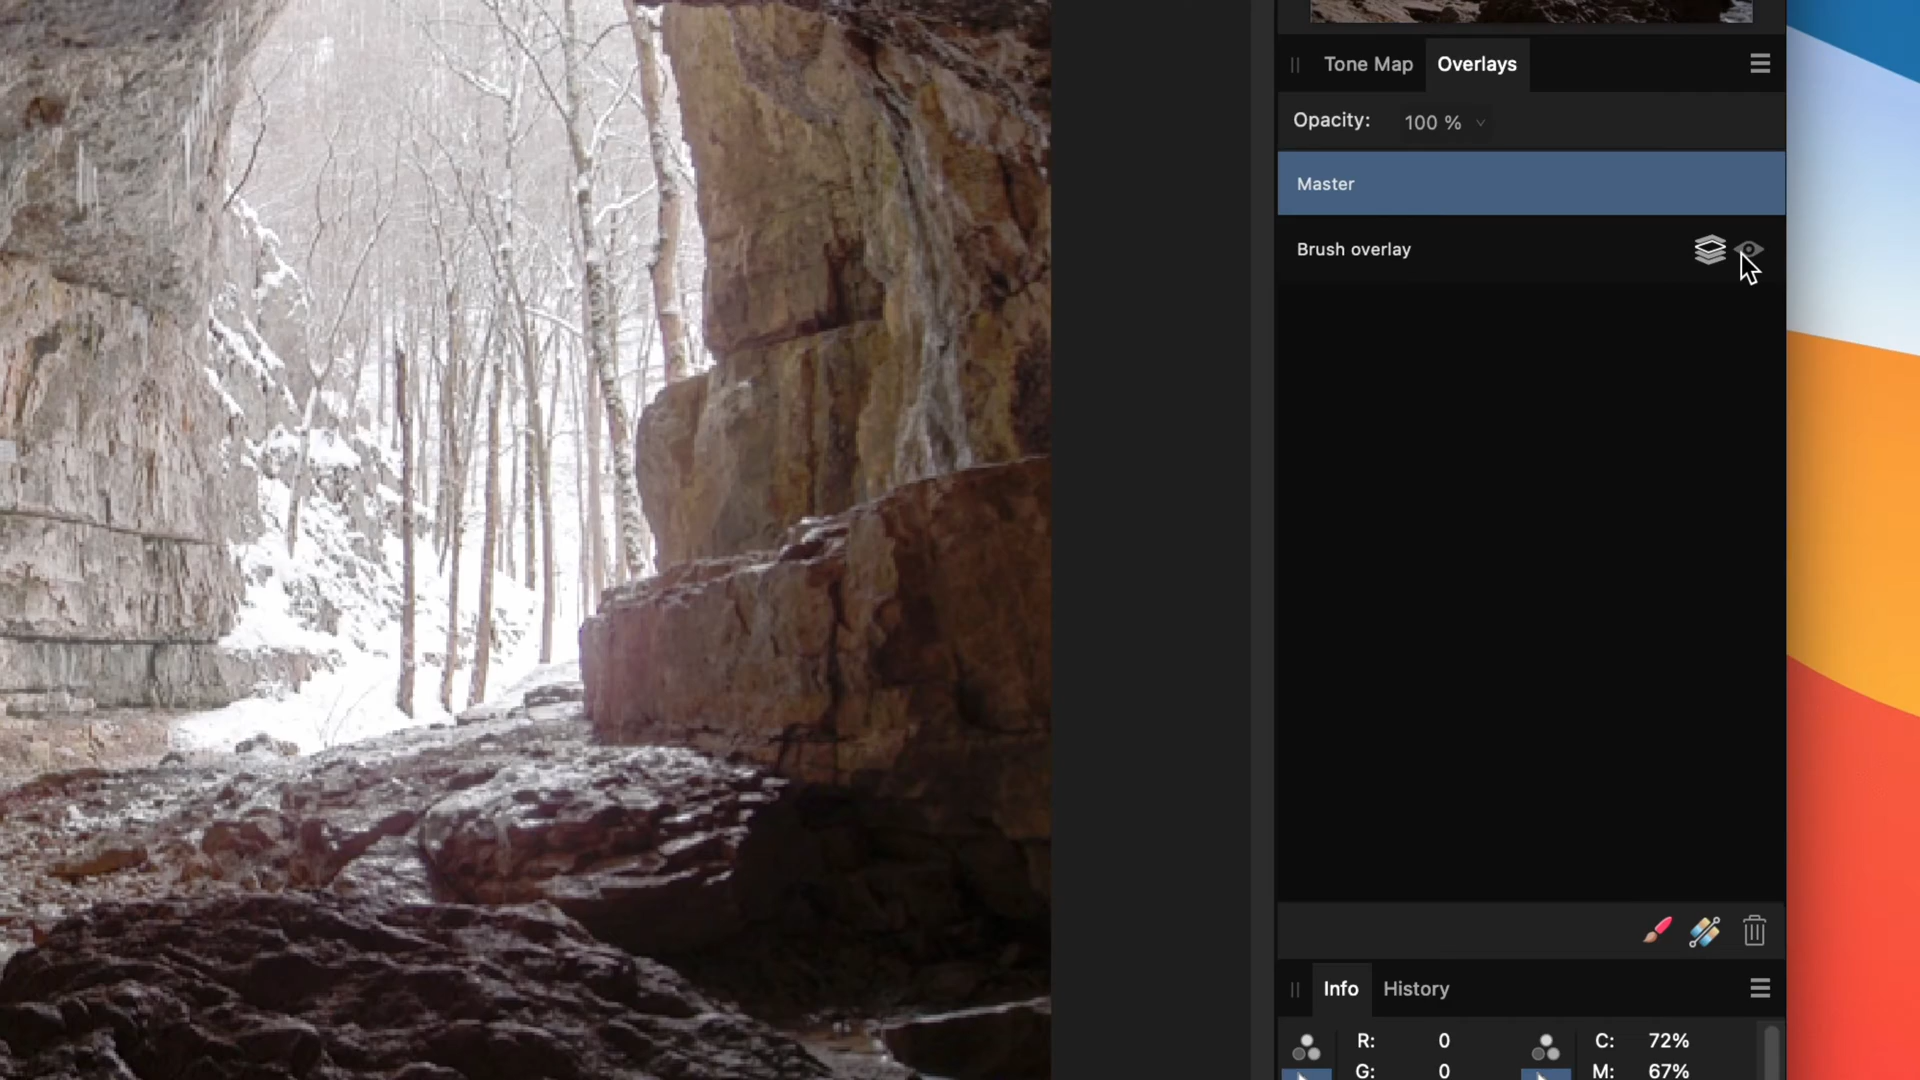 Tone Map Overlays
Opacity: 100 %
Master
Brush overlay
Info History
R: 0 C: 72%
G: 0 M: 67%